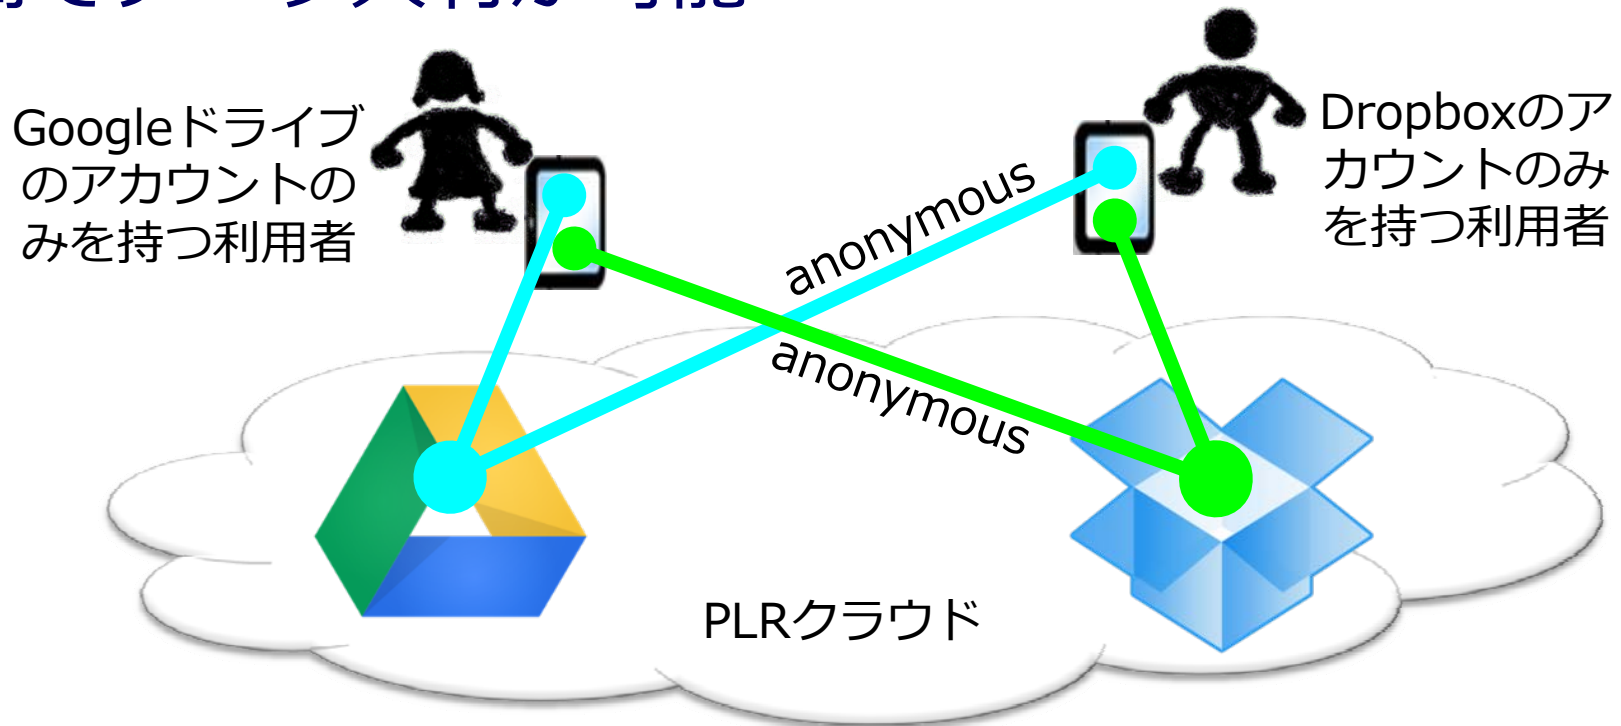 Googleドライブ
のアカウントの
みを持つ利用者
Dropboxのア
カウントのみ
を持つ利用者
anonymous
anonymous
PLRクラウド